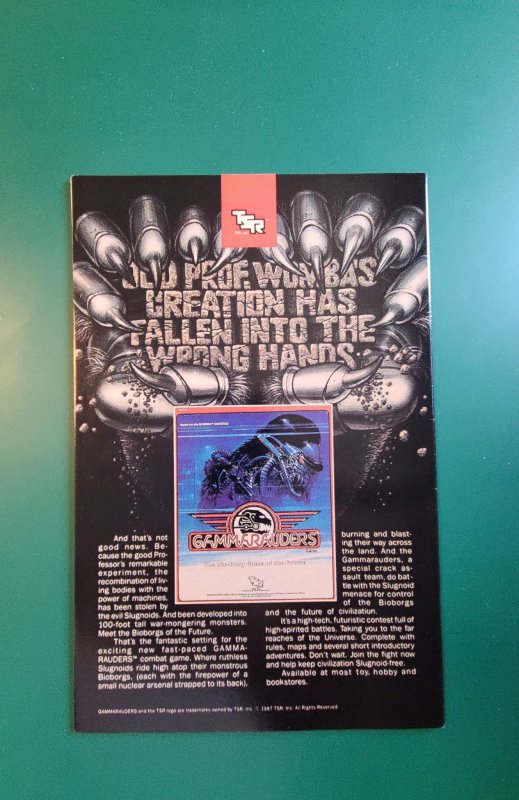 TSR
TSR, Inc.
OLD PROF. WOMBAS'
CREATION HAS
FALLEN INTO THE
WRONG HANDS.
GAMMARAUDERS™
The BioBorg Game of the Future
TSR
And that's not
good news. Be-
cause the good Pro-
fessor's remarkable
experiment, the
recombination of liv-
ing bodies with the
power of machines,
has been stolen by
the evil Slugnoids. And been developed into
100-foot tall war-mongering monsters.
Meet the Bioborgs of the Future.
That's the fantastic setting for the
exciting new fast-paced GAMMA-
RAUDERS™ combat game. Where ruthless
Slugnoids ride high atop their monstrous
Bioborgs, (each with the firepower of a
small nuclear arsenal strapped to its back),
burning and blast-
ing their way across
the land. And the
Gammarauders, a
special crack as-
sault team, do bat-
tle with the Slugnoid
menace for control
of the Bioborgs
and the future of civilization.
It's a high-tech, futuristic contest full of
high-spirited battles. Taking you to the far
reaches of the Universe. Complete with
rules, maps and several short introductory
adventures. Don't wait. Join the fight now
and help keep civilization Slugnoid-free.
Available at most toy, hobby and
bookstores.
GAMMARAUDERS and the TSR logo are trademarks owned by TSR, Inc. © 1987 TSR, Inc. All Rights Reserved.